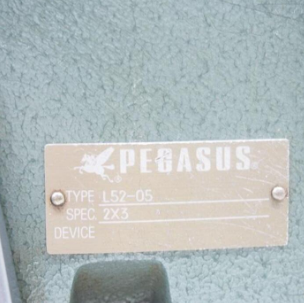 PEGASUS®
TYPE L52-05
SPEC. 2X3
DEVICE